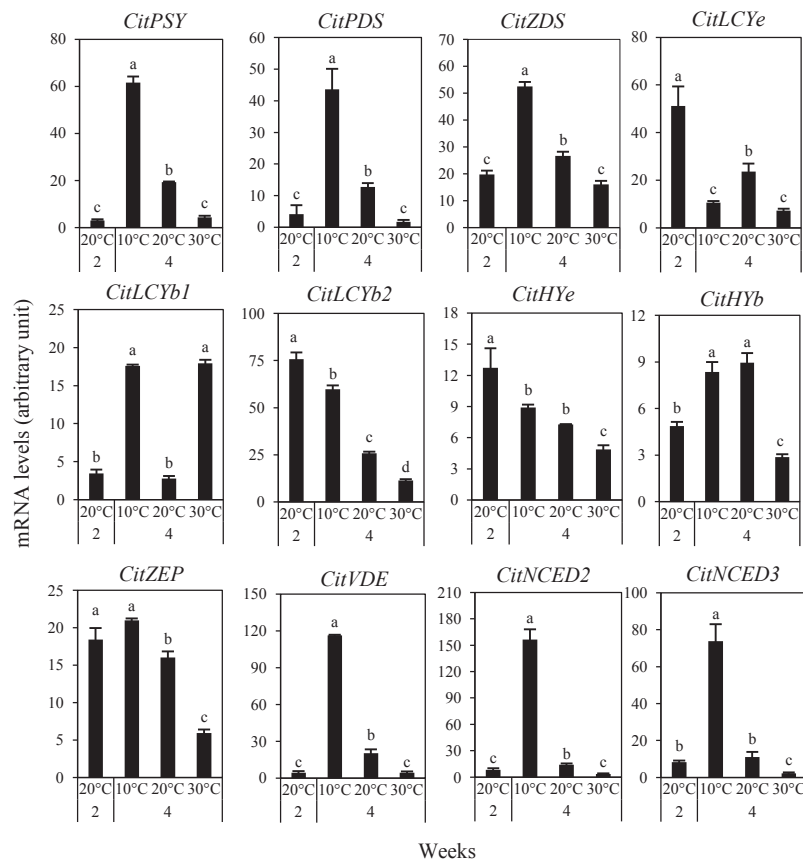 CitPSY CitPDS CitZDS CitLCYe
80 60 70 80
60 50 60 60
40 40 50 40
20 30 40 20
0 20 30 0
10 20
0 10
0
a a a a
b b b b
c c c c c c c c
20°C 10°C 20°C 30°C 20°C 10°C 20°C 30°C 20°C 10°C 20°C 30°C 20°C 10°C 20°C 30°C
2 4 2 4 2 4 2 4
CitLCYb1 CitLCYb2 CitHYe CitHYb
mRNA levels (arbitrary unit)
25 100 18 12
20 75 15 9
15 50 12 6
10 25 9 3
5 0 6 0
0 3
0
b a b a a b c d a b b c b a a c
20°C 10°C 20°C 30°C 20°C 10°C 20°C 30°C 20°C 10°C 20°C 30°C 20°C 10°C 20°C 30°C
2 4 2 4 2 4 2 4
CitZEP CitVDE CitNCED2 CitNCED3
25 150 210 100
20 120 180 80
15 90 150 60
10 60 120 40
5 30 90 20
0 0 60 0
30
0
a a b c c a b c c a b c b a b c
20°C 10°C 20°C 30°C 20°C 10°C 20°C 30°C 20°C 10°C 20°C 30°C 20°C 10°C 20°C 30°C
2 4 2 4 2 4 2 4
Weeks